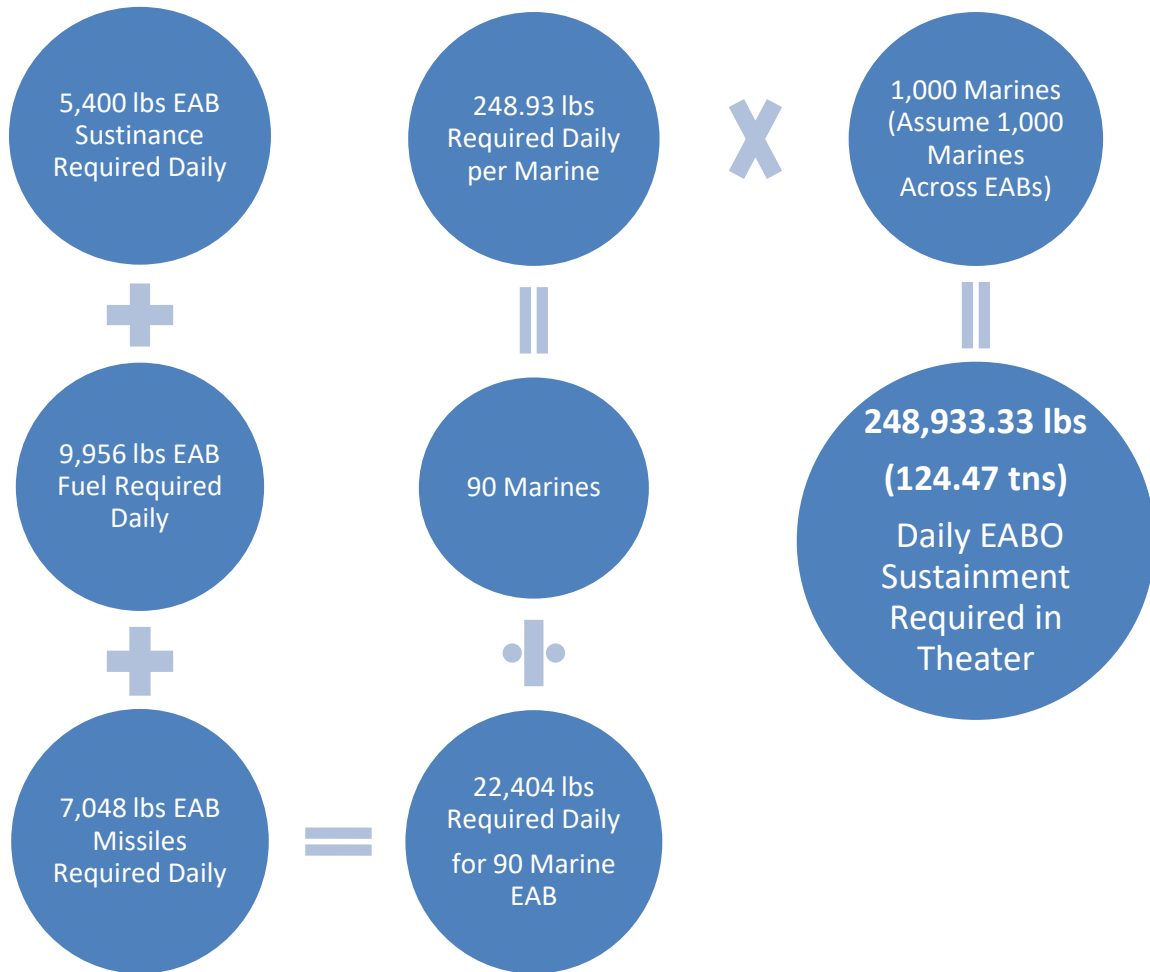 5,400 lbs EAB
Sustinance
Required Daily
9,956 lbs EAB
Fuel Required
Daily
7,048 lbs EAB
Missiles
Required Daily
22,404 lbs
Required Daily
for 90 Marine
EAB
90 Marines
248.93 lbs
Required Daily
per Marine
1,000 Marines
(Assume 1,000
Marines
Across EABs)
248,933.33 lbs
(124.47 tns)
Daily EABO
Sustainment
Required in
Theater